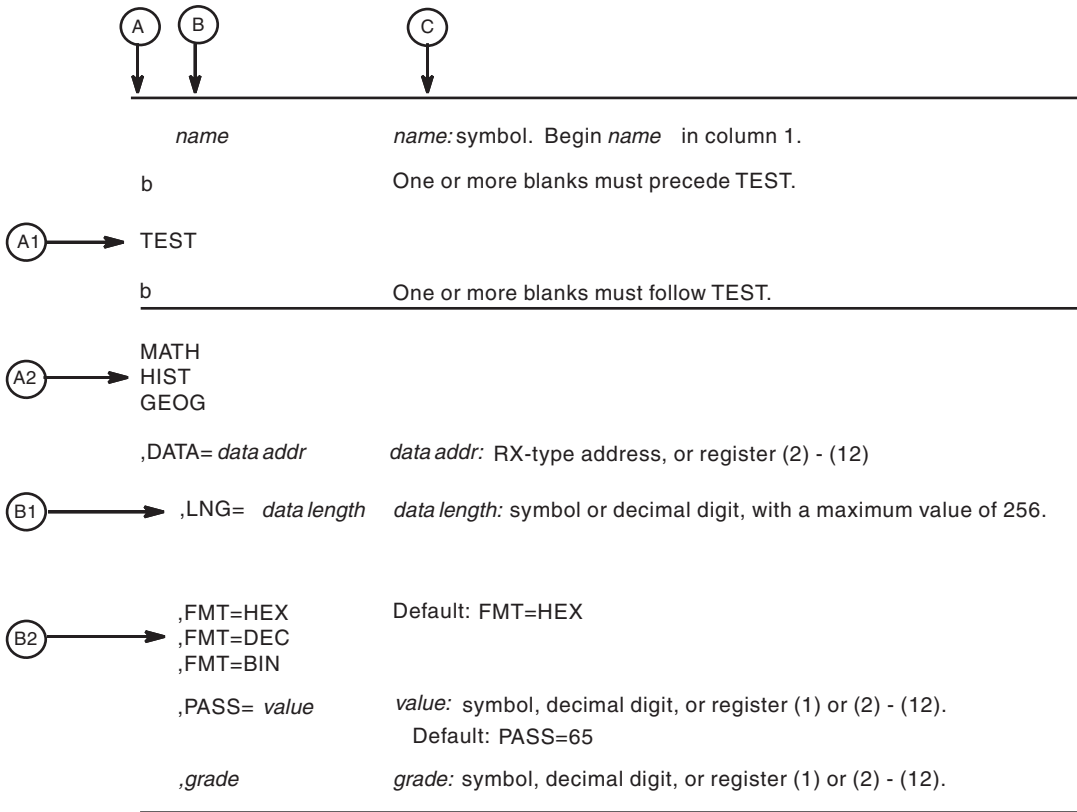 A B C
name name: symbol. Begin name in column 1.
b One or more blanks must precede TEST.
A1 TEST
b One or more blanks must follow TEST.
MATH
A2 HIST
GEOG
,DATA= data addr data addr: RX-type address, or register (2) - (12)
B1 ,LNG= data length data length: symbol or decimal digit, with a maximum value of 256.
,FMT=HEX Default: FMT=HEX
B2 ,FMT=DEC
,FMT=BIN
,PASS= value value: symbol, decimal digit, or register (1) or (2) - (12).
Default: PASS=65
,grade grade: symbol, decimal digit, or register (1) or (2) - (12).